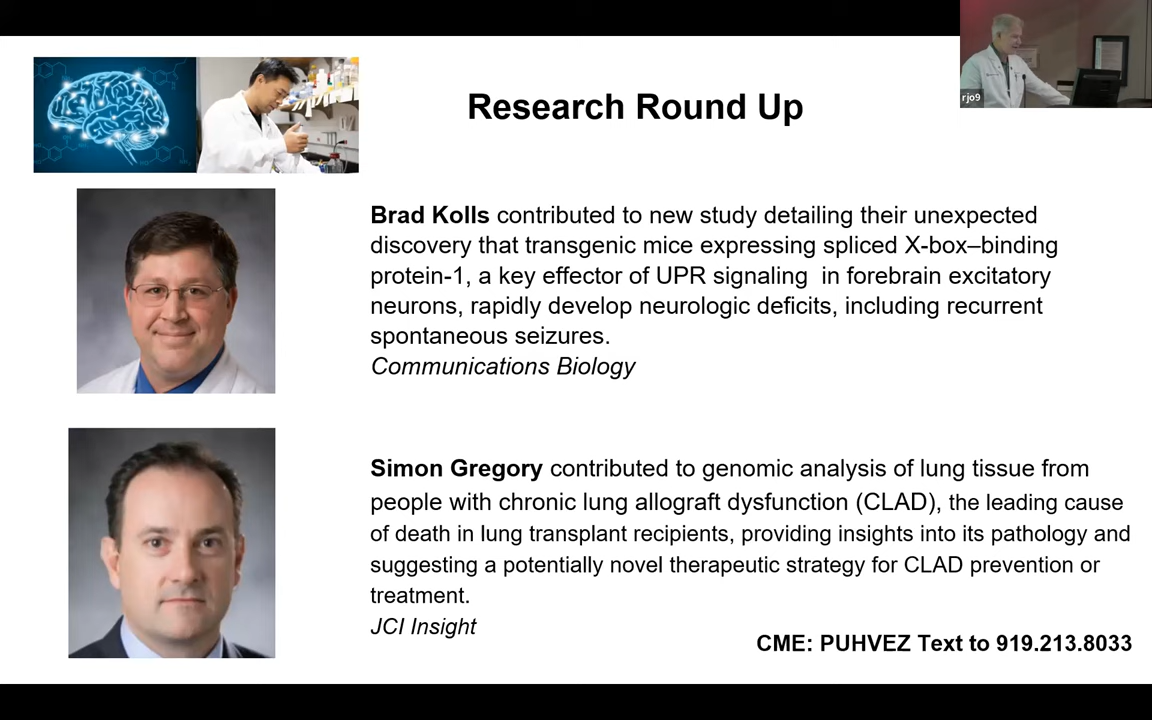 Research Round Up
rjo9
Brad Kolls contributed to new study detailing their unexpected
discovery that transgenic mice expressing spliced X-box–binding
protein-1, a key effector of UPR signaling  in forebrain excitatory
neurons, rapidly develop neurologic deficits, including recurrent
spontaneous seizures.
Communications Biology
Simon Gregory contributed to genomic analysis of lung tissue from
people with chronic lung allograft dysfunction (CLAD), the leading cause
of death in lung transplant recipients, providing insights into its pathology and
suggesting a potentially novel therapeutic strategy for CLAD prevention or
treatment.
JCI Insight
CME: PUHVEZ Text to 919.213.8033